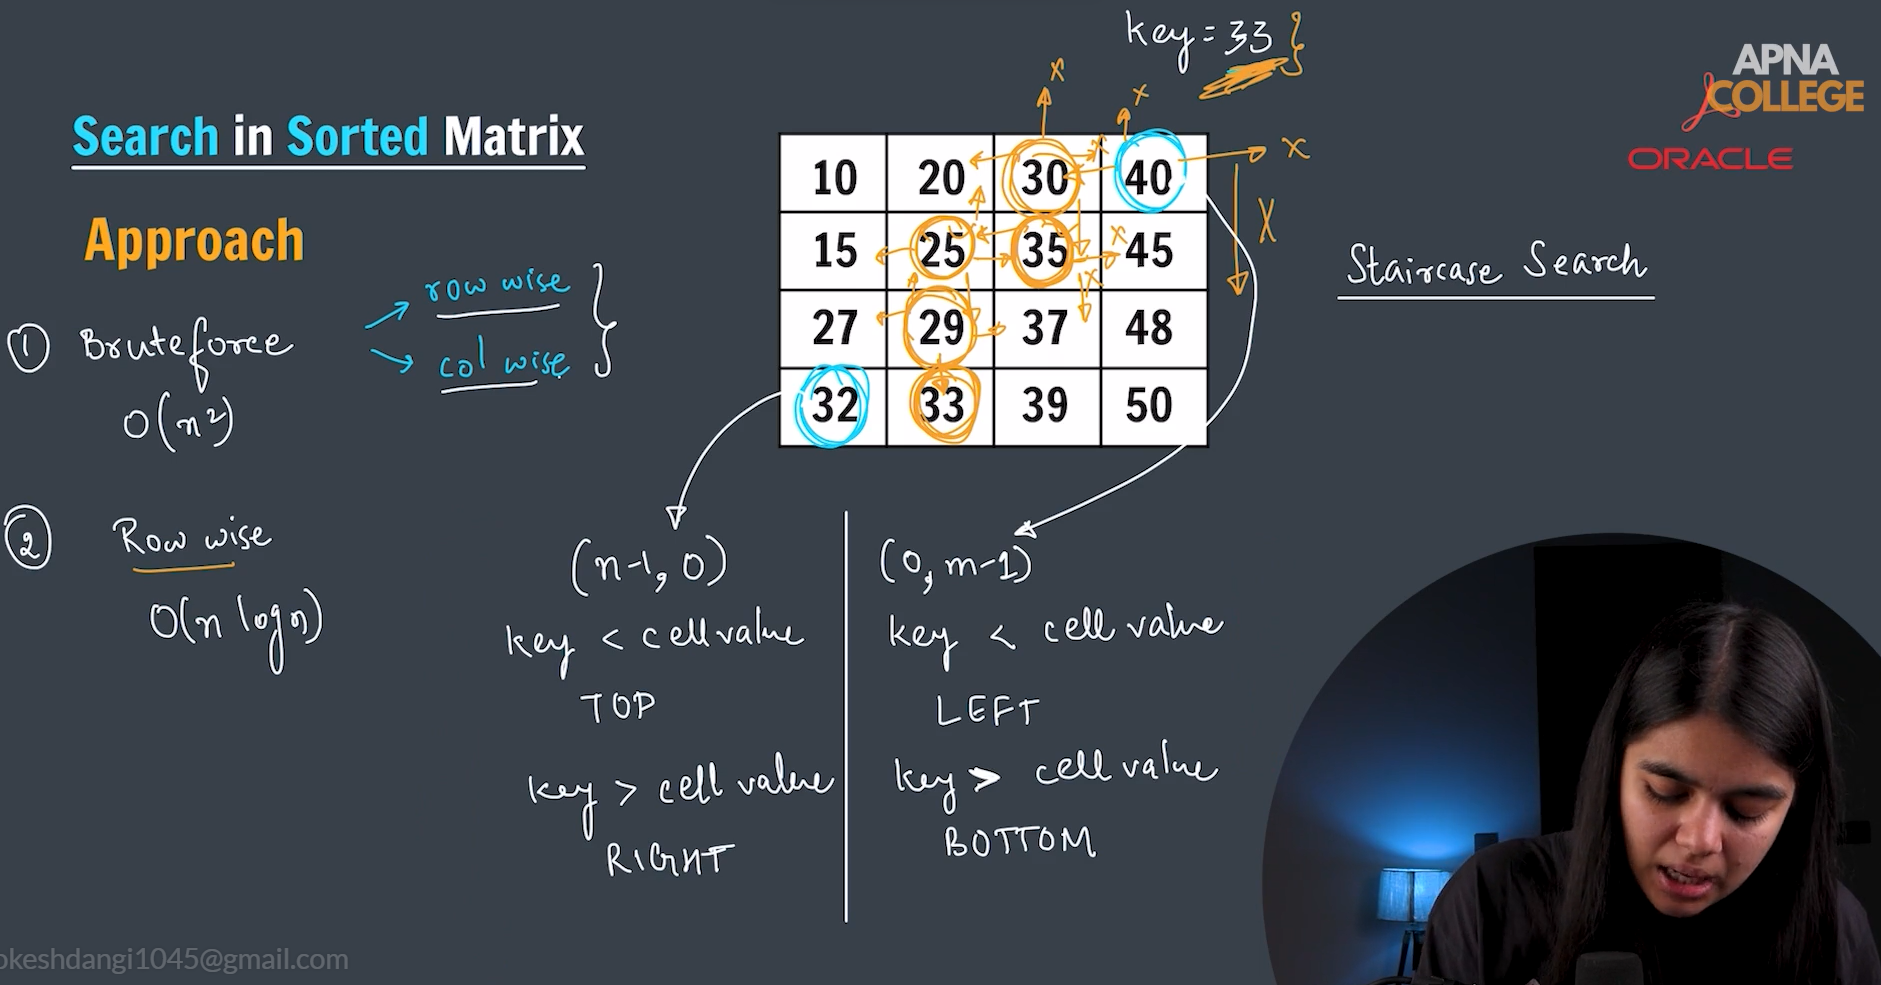 key = 33 }
APNA
COLLEGE
ORACLE
Search in Sorted Matrix
Approach
x
x
x
10 20 30 40
x
15 25 35 45
x
x
x
27 29 37 48
32 33 39 50
Staircase Search
① Bruteforce
row wise
col wise
O(n²)
② Row wise
O(n logn)
(n-1, 0)
key < cell value
TOP
key > cell value
RIGHT
(0, m-1)
key < cell value
LEFT
key > cell value
BOTTOM
okeshdangi1045@gmail.com